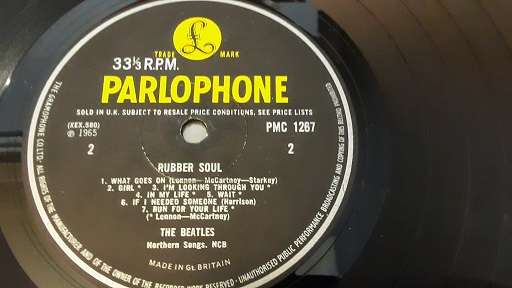 TRADE MARK
33⅓ R.P.M.
PARLOPHONE
SOLD IN U.K. SUBJECT TO RESALE PRICE CONDITIONS, SEE PRICE LISTS
(XEX.580)
℗ 1965
PMC 1267
2
2
RUBBER SOUL
1. WHAT GOES ON (Lennon—McCartney—Starkey)
2. GIRL * 3. I'M LOOKING THROUGH YOU *
4. IN MY LIFE * 5. WAIT *
6. IF I NEEDED SOMEONE (Harrison)
7. RUN FOR YOUR LIFE *
(* Lennon—McCartney)
THE BEATLES
Northern Songs. NCB
MADE IN GT. BRITAIN
THE GRAMOPHONE CO. LTD. ALL RIGHTS OF THE MANUFACTURER AND OF THE OWNER OF THE RECORDED WORK RESERVED · UNAUTHORISED PUBLIC PERFORMANCE BROADCASTING AND COPYING OF THIS RECORD PROHIBITED